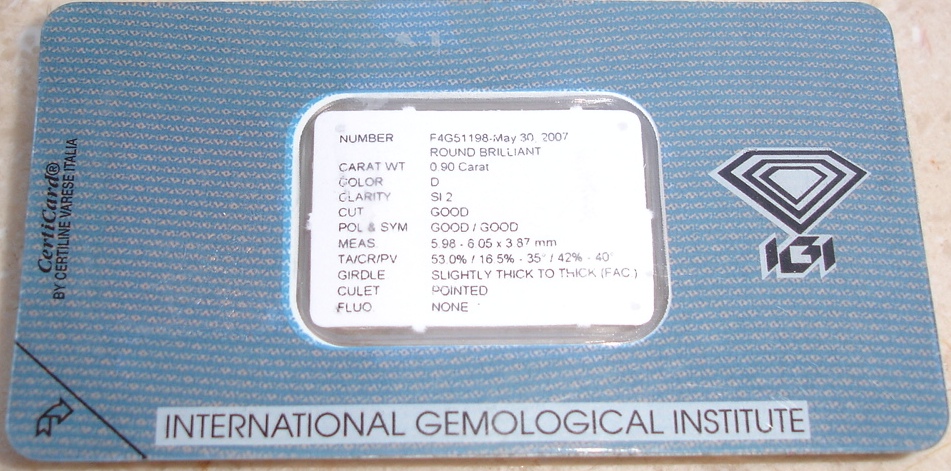 CertiCard®
BY CERTILINE VARESE ITALIA
NUMBER F4G51198-May 30, 2007
ROUND BRILLIANT
CARAT WT 0.90 Carat
COLOR D
CLARITY SI 2
CUT GOOD
POL & SYM GOOD / GOOD
MEAS 5.98 - 6.05 x 3.87 mm
TA/CR/PV 53.0% / 16.5% - 35° / 42% - 40°
GIRDLE SLIGHTLY THICK TO THICK (FAC.)
CULET POINTED
FLUO NONE
IGI
INTERNATIONAL GEMOLOGICAL INSTITUTE